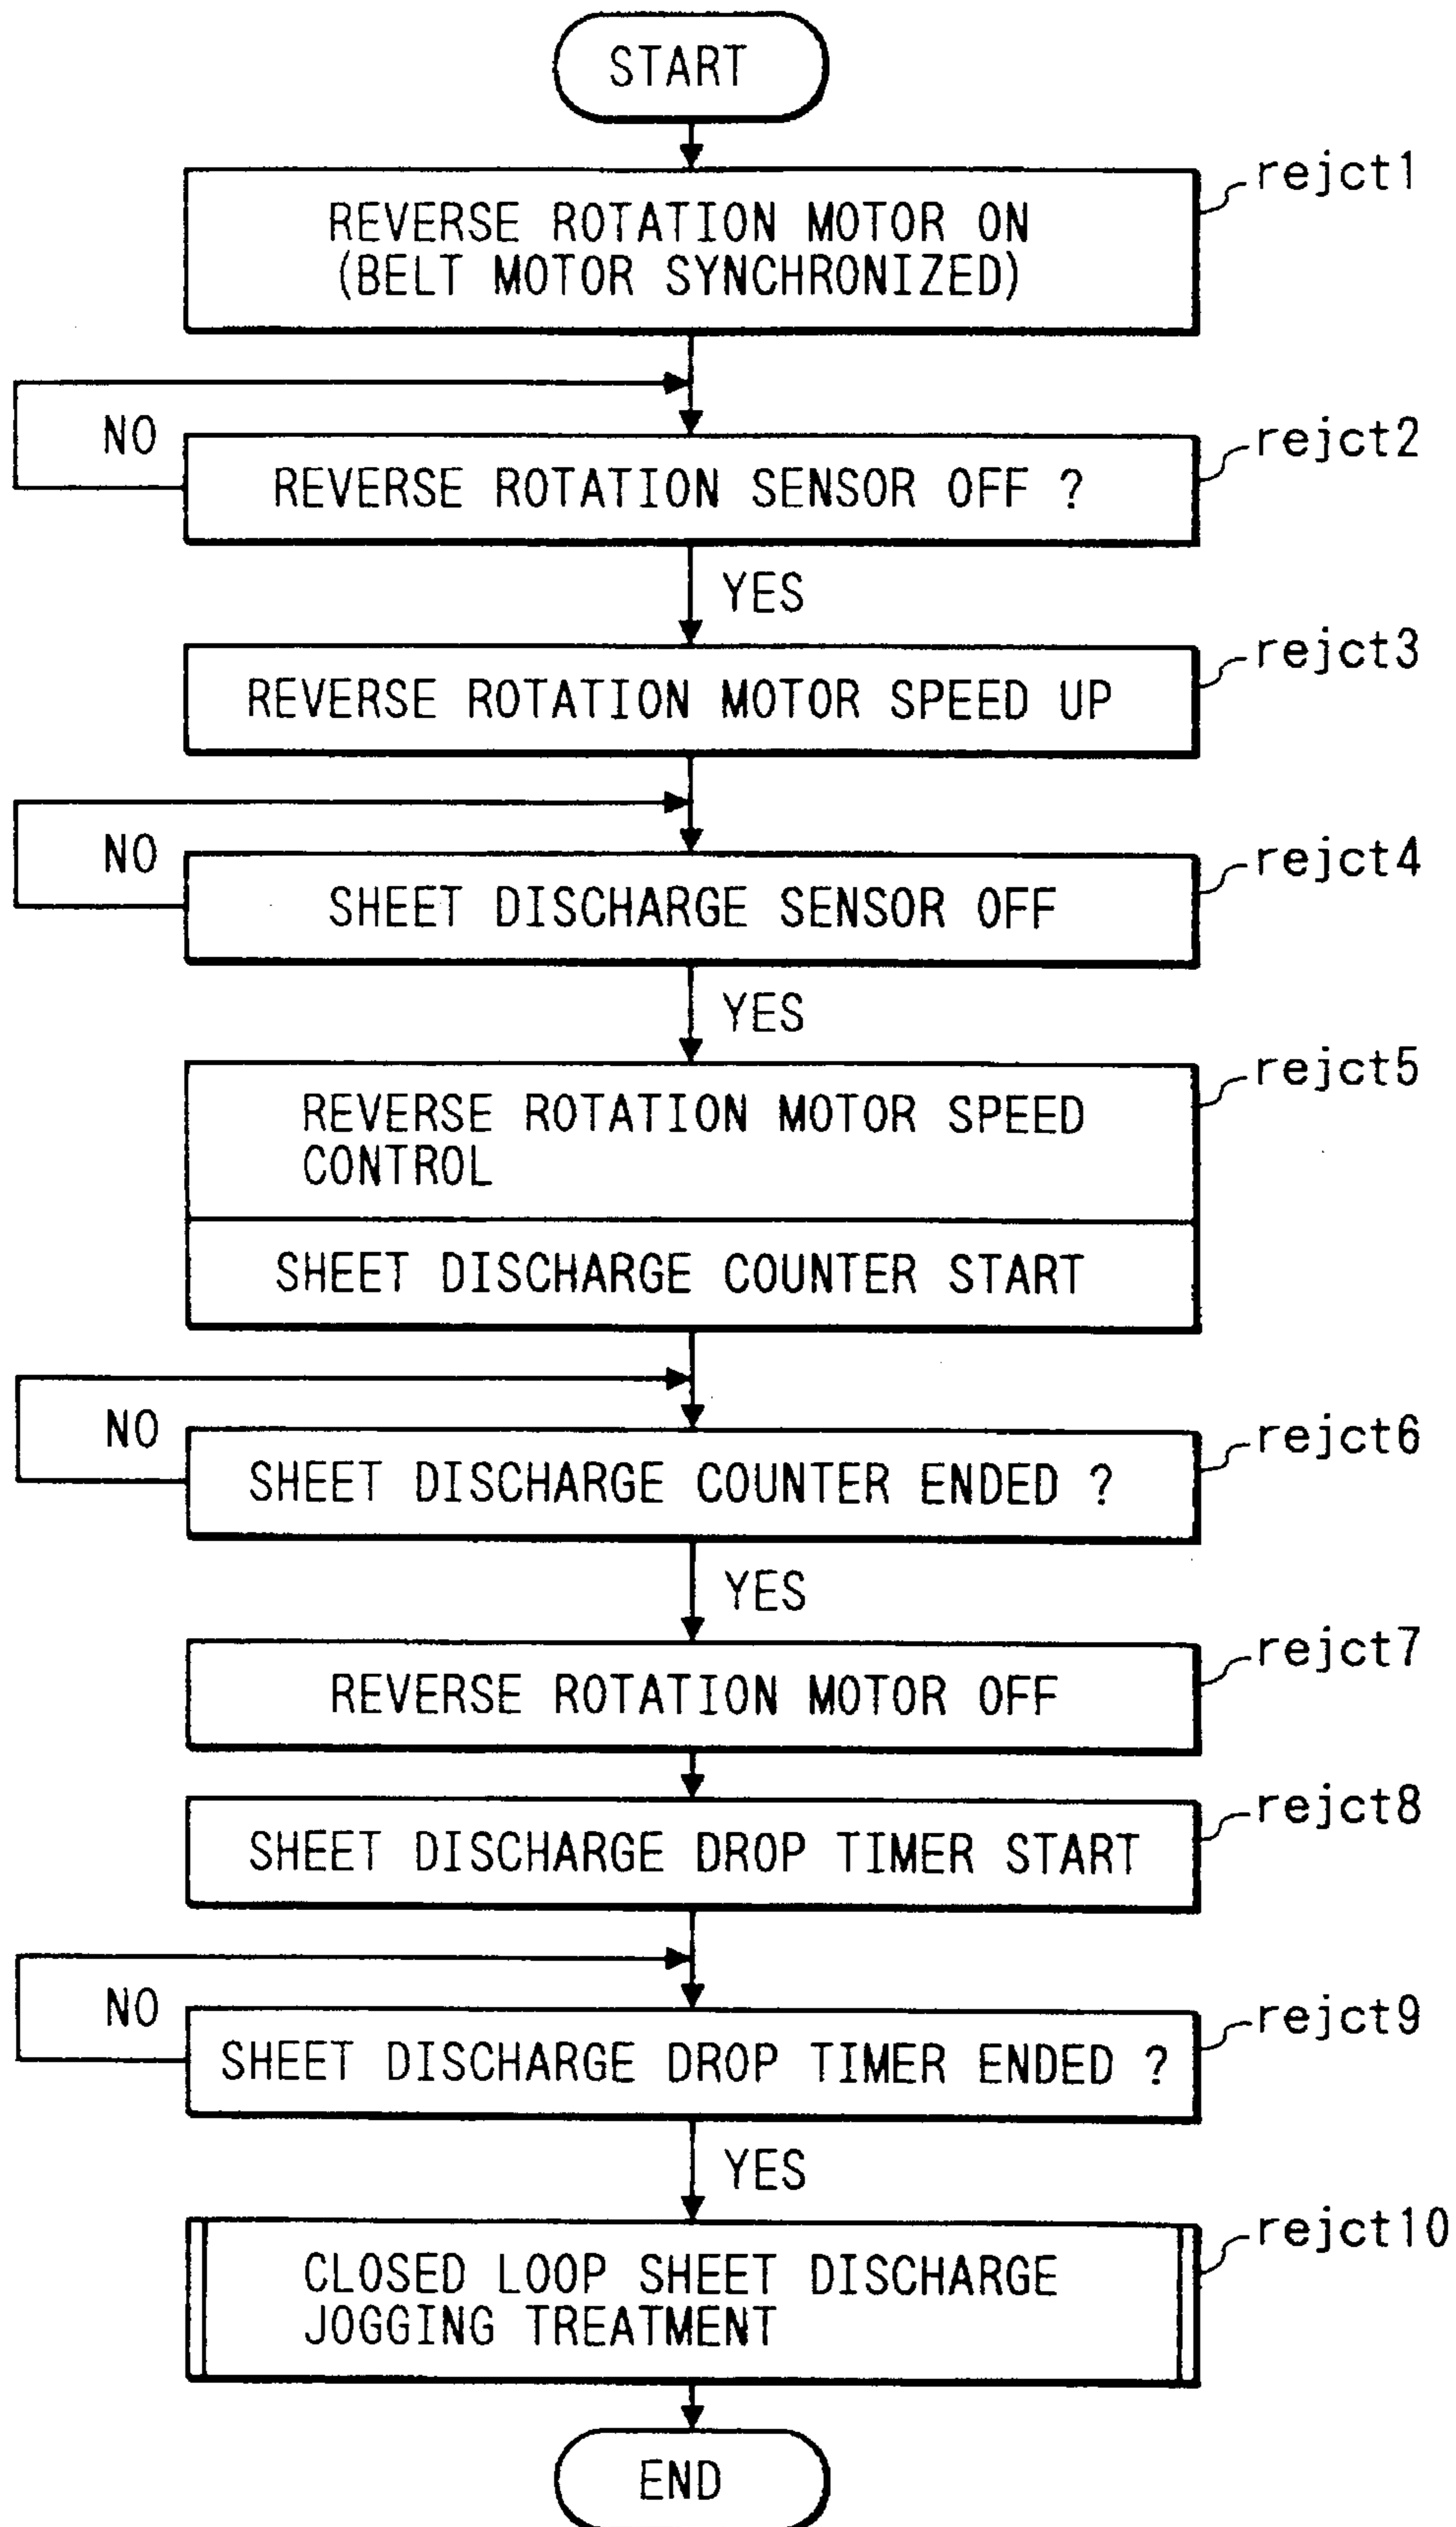 START
rejct1
REVERSE ROTATION MOTOR ON
(BELT MOTOR SYNCHRONIZED)
NO
rejct2
REVERSE ROTATION SENSOR OFF ?
YES
rejct3
REVERSE ROTATION MOTOR SPEED UP
NO
rejct4
SHEET DISCHARGE SENSOR OFF
YES
rejct5
REVERSE ROTATION MOTOR SPEED
CONTROL
SHEET DISCHARGE COUNTER START
NO
rejct6
SHEET DISCHARGE COUNTER ENDED ?
YES
rejct7
REVERSE ROTATION MOTOR OFF
rejct8
SHEET DISCHARGE DROP TIMER START
NO
rejct9
SHEET DISCHARGE DROP TIMER ENDED ?
YES
rejct10
CLOSED LOOP SHEET DISCHARGE
JOGGING TREATMENT
END